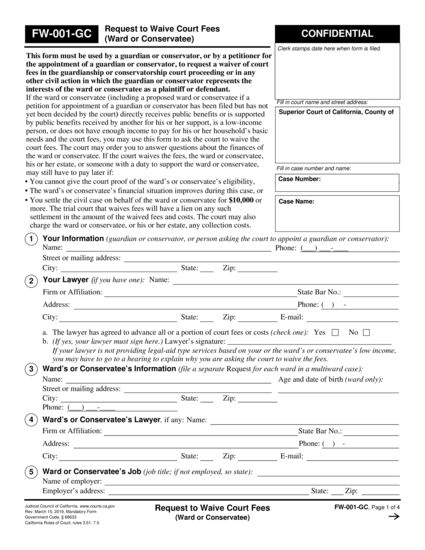 FW-001-GC
Request to Waive Court Fees
(Ward or Conservatee)
CONFIDENTIAL
Clerk stamps date here when form is filed.
This form must be used by a guardian or conservator, or by a petitioner for
the appointment of a guardian or conservator, to request a waiver of court
fees in the guardianship or conservatorship court proceeding or in any
other civil action in which the guardian or conservator represents the
interests of the ward or conservatee as a plaintiff or defendant.
If the ward or conservatee (including a proposed ward or conservatee if a
petition for appointment of a guardian or conservator has been filed but has not
yet been decided by the court) directly receives public benefits or is supported
by public benefits received by another for his or her support, is a low-income
person, or does not have enough income to pay for his or her household's basic
needs and the court fees, you may use this form to ask the court to waive the
court fees. The court may order you to answer questions about the finances of
the ward or conservatee. If the court waives the fees, the ward or conservatee,
his or her estate, or someone with a duty to support the ward or conservatee,
may still have to pay later if:
• You cannot give the court proof of the ward's or conservatee's eligibility,
• The ward's or conservatee's financial situation improves during this case, or
• You settle the civil case on behalf of the ward or conservatee for $10,000 or
more. The trial court that waives fees will have a lien on any such
settlement in the amount of the waived fees and costs. The court may also
charge the ward or conservatee, or his or her estate, any collection costs.
Fill in court name and street address:
Superior Court of California, County of
Fill in case number and name:
Case Number:
Case Name:
1 Your Information (guardian or conservator, or person asking the court to appoint a guardian or conservator):
Name: Phone: ( ) -
Street or mailing address:
City: State: Zip:
2 Your Lawyer (if you have one): Name:
Firm or Affiliation: State Bar No.:
Address: Phone: ( ) -
City: State: Zip: E-mail:
a. The lawyer has agreed to advance all or a portion of court fees or costs (check one): Yes No
b. (If yes, your lawyer must sign here.) Lawyer's signature:
If your lawyer is not providing legal-aid type services based on your or the ward's or conservatee's low income,
you may have to go to a hearing to explain why you are asking the court to waive the fees.
3 Ward's or Conservatee's Information (file a separate Request for each ward in a multiward case):
Name: Age and date of birth (ward only):
Street or mailing address:
City: State: Zip:
Phone: ( ) -
4 Ward's or Conservatee's Lawyer, if any: Name:
Firm or Affiliation: State Bar No.:
Address: Phone: ( ) -
City: State: Zip: E-mail:
5 Ward or Conservatee's Job (job title; if not employed, so state):
Name of employer:
Employer's address: State: Zip:
Judicial Council of California, www.courts.ca.gov
Rev. March 15, 2019, Mandatory Form
Government Code, § 68633
California Rules of Court, rules 3.51, 7.5
Request to Waive Court Fees
(Ward or Conservatee)
FW-001-GC, Page 1 of 4